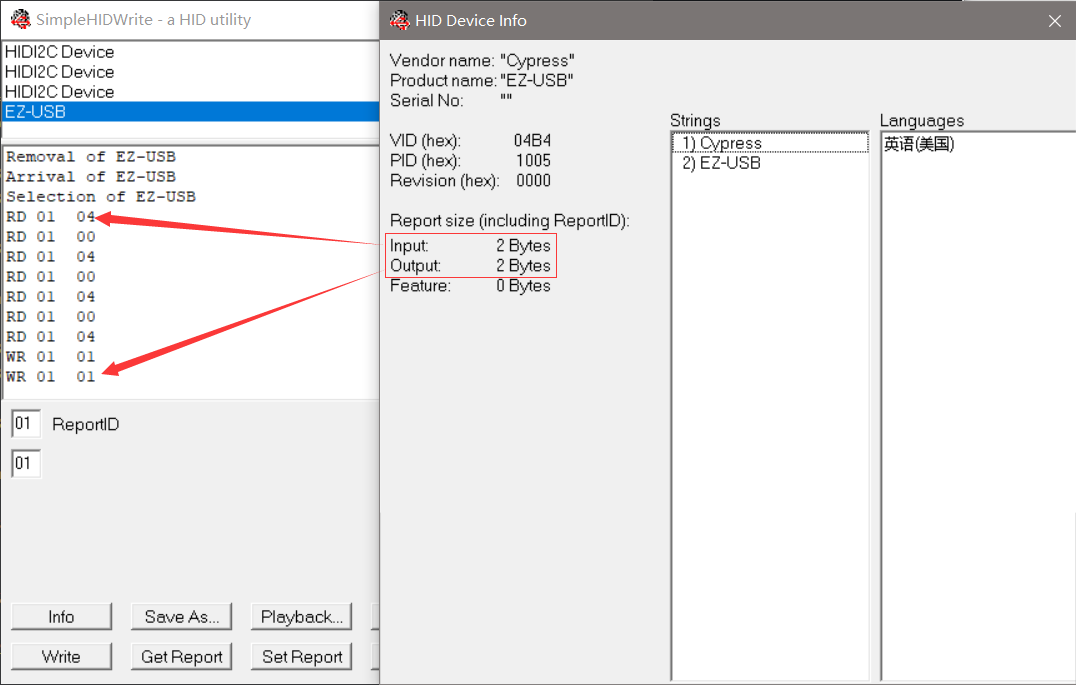 SimpleHIDWrite - a HID utility
HIDI2C Device
HIDI2C Device
HIDI2C Device
EZ-USB
Removal of EZ-USB
Arrival of EZ-USB
Selection of EZ-USB
RD 01 04
RD 01 00
RD 01 04
RD 01 00
RD 01 04
RD 01 00
RD 01 04
WR 01 01
WR 01 01
01 ReportID
01
Info Save As... Playback...
Write Get Report Set Report
HID Device Info
Vendor name: "Cypress"
Product name: "EZ-USB"
Serial No: ""
VID (hex): 04B4
PID (hex): 1005
Revision (hex): 0000
Report size (including ReportID):
Input: 2 Bytes
Output: 2 Bytes
Feature: 0 Bytes
Strings
1) Cypress
2) EZ-USB
Languages
英语(美国)